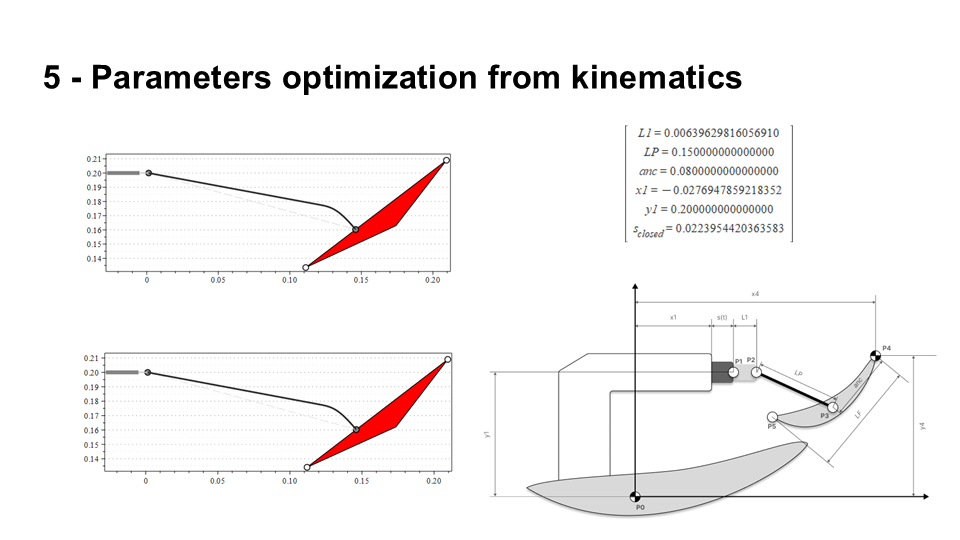 5 - Parameters optimization from kinematics
L1 = 0.00639629816056910
LP = 0.150000000000000
anc = 0.0800000000000000
x1 = −0.0276947859218352
y1 = 0.200000000000000
s_closed = 0.0223954420363583
0.21
0.20
0.19
0.18
0.17
0.16
0.15
0.14
0 0.05 0.10 0.15 0.20
0.21
0.20
0.19
0.18
0.17
0.16
0.15
0.14
0 0.05 0.10 0.15 0.20
x4
x1 s(t) L1
P4
P1 P2
Lp
anc
P3
LF
P5
y1
y4
P0